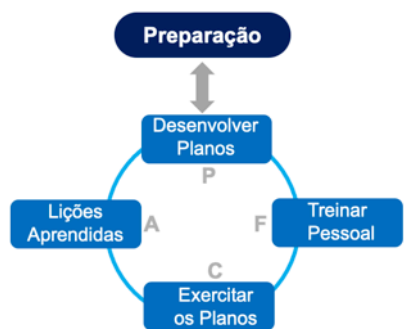 Preparação
Desenvolver
Planos
P
Lições
Aprendidas
A
F
Treinar
Pessoal
C
Exercitar
os Planos